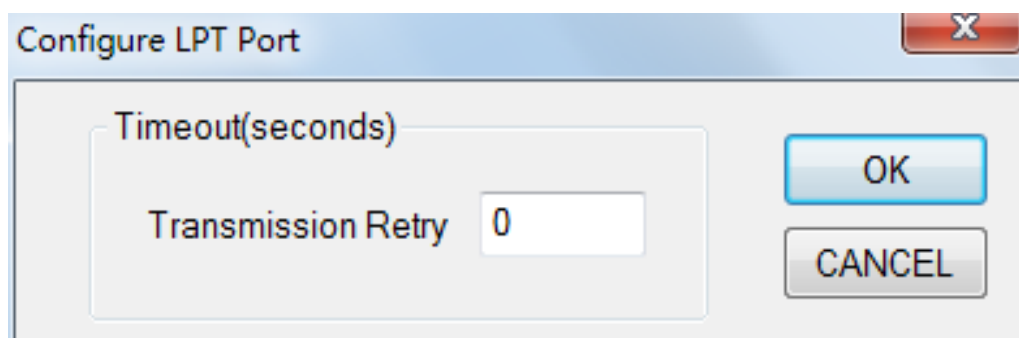 Configure LPT Port
Timeout(seconds)
Transmission Retry 0
OK
CANCEL